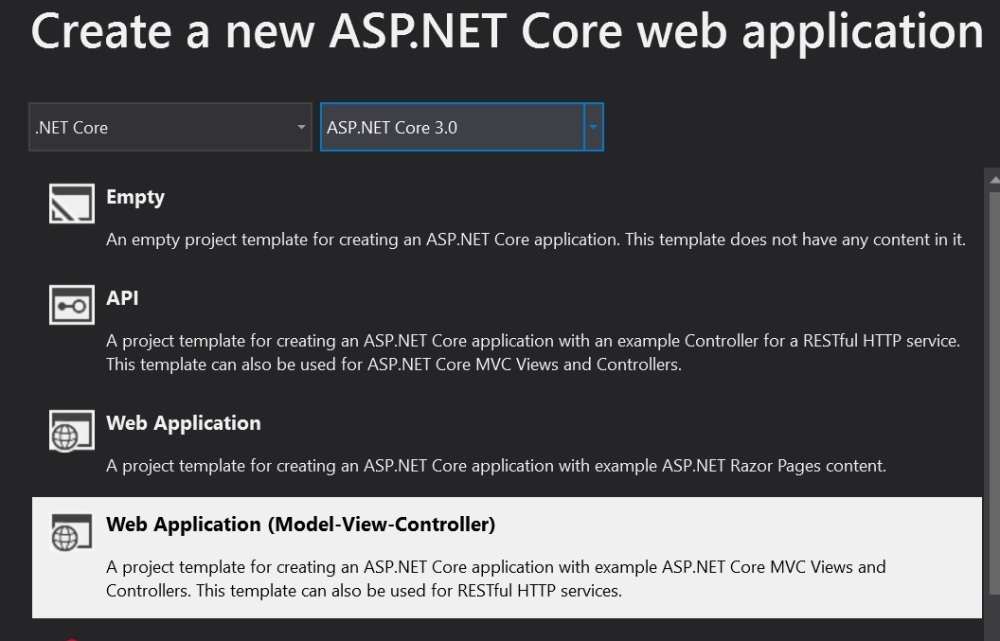 Create a new ASP.NET Core web application
.NET Core
ASP.NET Core 3.0
Empty
An empty project template for creating an ASP.NET Core application. This template does not have any content in it.
API
A project template for creating an ASP.NET Core application with an example Controller for a RESTful HTTP service.
This template can also be used for ASP.NET Core MVC Views and Controllers.
Web Application
A project template for creating an ASP.NET Core application with example ASP.NET Razor Pages content.
Web Application (Model-View-Controller)
A project template for creating an ASP.NET Core application with example ASP.NET Core MVC Views and
Controllers. This template can also be used for RESTful HTTP services.